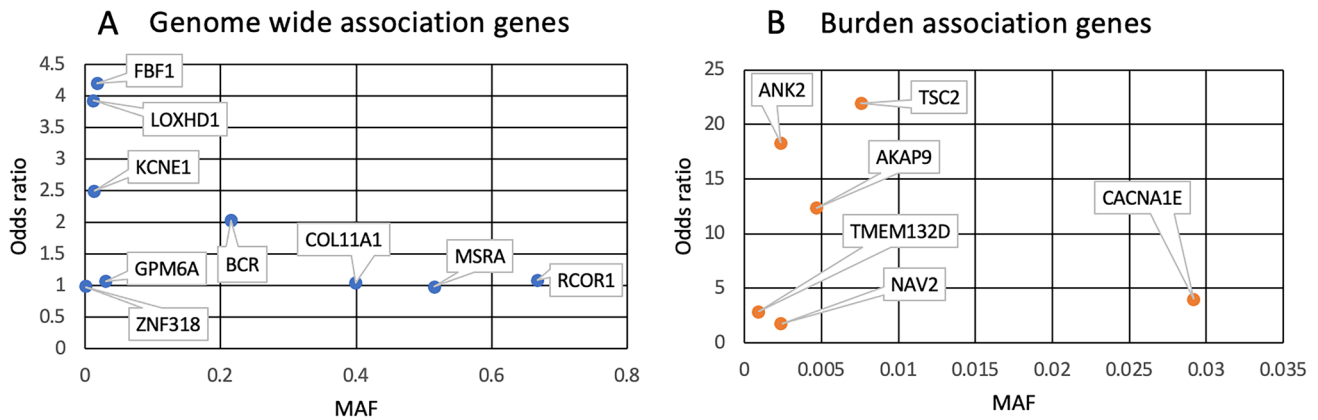 A Genome wide association genes
4.5
4
3.5
3
2.5
2
1.5
1
0.5
0
Odds ratio
FBF1
LOXHD1
KCNE1
GPM6A
ZNF318
BCR
COL11A1
MSRA
RCOR1
0 0.2 0.4 0.6 0.8
MAF
B Burden association genes
25
20
15
10
5
0
Odds ratio
ANK2
TSC2
AKAP9
TMEM132D
NAV2
CACNA1E
0 0.005 0.01 0.015 0.02 0.025 0.03 0.035
MAF